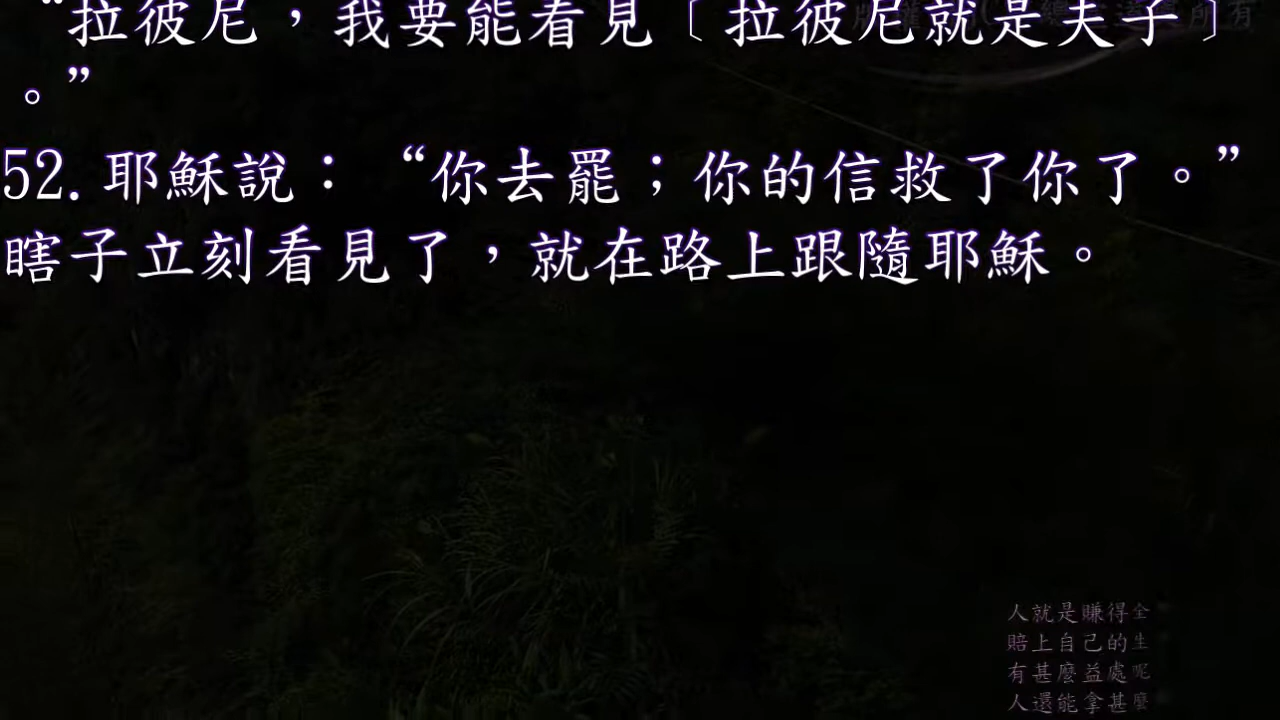 “拉彼尼，我要能看見〔拉彼尼就是夫子〕
。”
52.耶穌說：“你去罷；你的信救了你了。”
瞎子立刻看見了，就在路上跟隨耶穌。
人就是賺得全
賠上自己的生
有甚麼益處呢
人還能拿甚麼